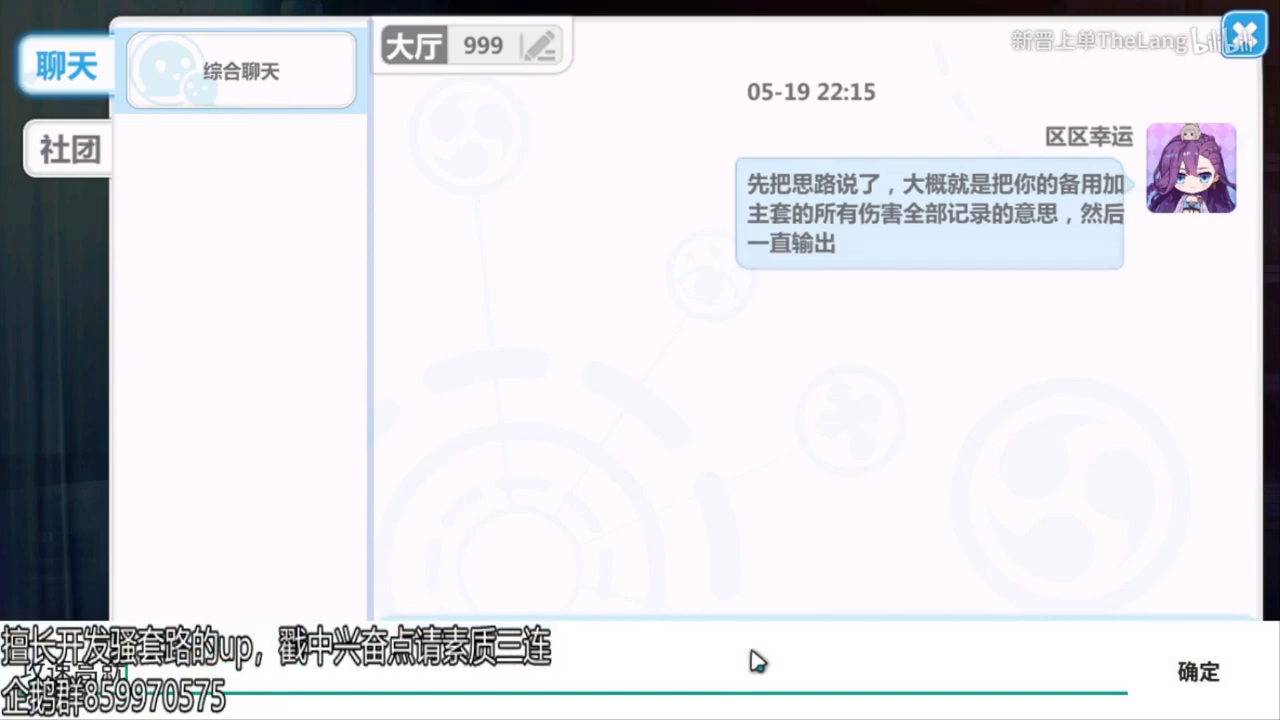 聊天
社团
综合聊天
大厅 999
新晋上单TheLang bilibili
05-19 22:15
区区幸运
先把思路说了，大概就是把你的备用加
主套的所有伤害全部记录的意思，然后
一直输出
擅长开发骚套路的up，戳中兴奋点请素质三连
企鹅群859970575
确定